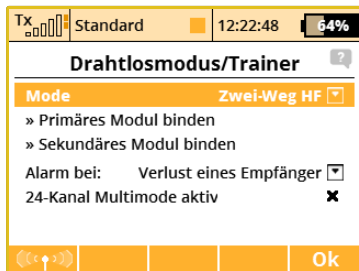 Tx Standard 12:22:48 64%
Drahtlosmodus/Trainer ?
Mode Zwei-Weg HF
» Primäres Modul binden
» Sekundäres Modul binden
Alarm bei: Verlust eines Empfänger
24-Kanal Multimode aktiv
Ok